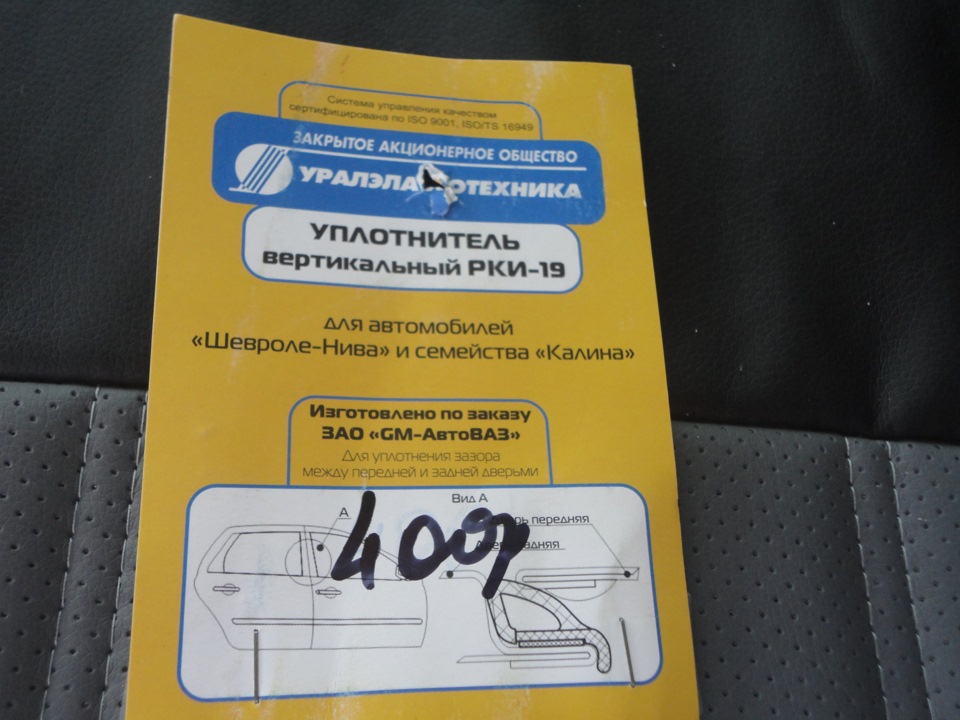 Система управления качеством
сертифицирована по ISO 9001, ISO/TS 16949
ЗАКРЫТОЕ АКЦИОНЕРНОЕ ОБЩЕСТВО
УПЛОТНИТЕЛЬ
вертикальный РКИ-19
для автомобилей
«Шевроле-Нива» и семейства «Калина»
Изготовлено по заказу
ЗАО «GM-АвтоВАЗ»
Для уплотнения зазора
между передней и задней дверьми
Вид А
А
передняя
400р